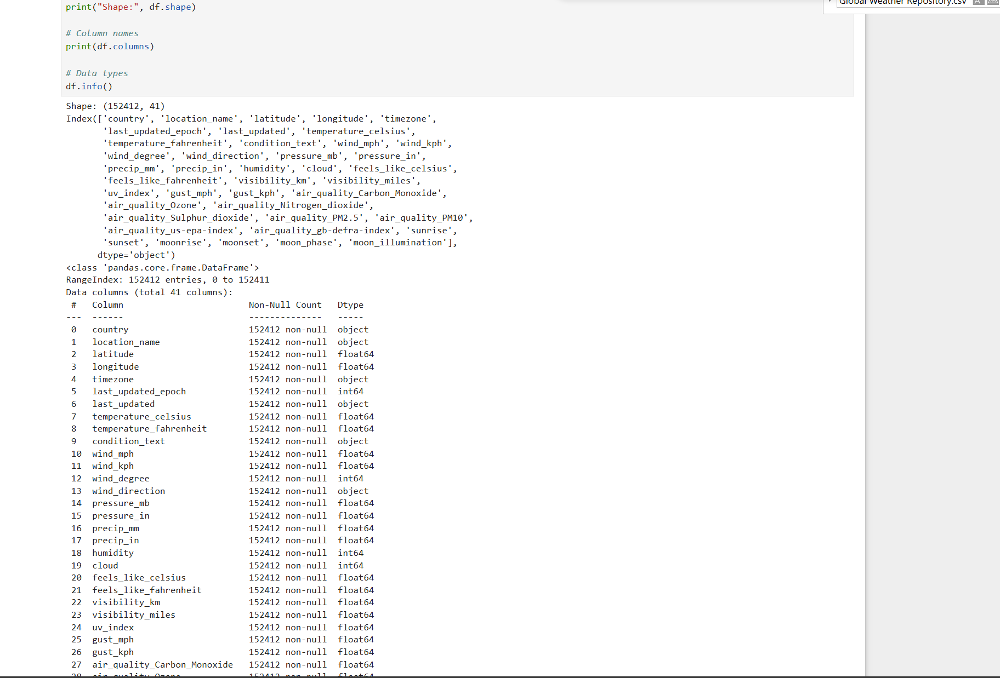 print("Shape:", df.shape)
Global Weather Repository.csv
# Column names
print(df.columns)
# Data types
df.info()
Shape: (152412, 41)
Index(['country', 'location_name', 'latitude', 'longitude', 'timezone',
'last_updated_epoch', 'last_updated', 'temperature_celsius',
'temperature_fahrenheit', 'condition_text', 'wind_mph', 'wind_kph',
'wind_degree', 'wind_direction', 'pressure_mb', 'pressure_in',
'precip_mm', 'precip_in', 'humidity', 'cloud', 'feels_like_celsius',
'feels_like_fahrenheit', 'visibility_km', 'visibility_miles',
'uv_index', 'gust_mph', 'gust_kph', 'air_quality_Carbon_Monoxide',
'air_quality_Ozone', 'air_quality_Nitrogen_dioxide',
'air_quality_Sulphur_dioxide', 'air_quality_PM2.5', 'air_quality_PM10',
'air_quality_us-epa-index', 'air_quality_gb-defra-index', 'sunrise',
'sunset', 'moonrise', 'moonset', 'moon_phase', 'moon_illumination'],
dtype='object')
<class 'pandas.core.frame.DataFrame'>
RangeIndex: 152412 entries, 0 to 152411
Data columns (total 41 columns):
# Column Non-Null Count Dtype
--- ------ -------------- -----
0 country 152412 non-null object
1 location_name 152412 non-null object
2 latitude 152412 non-null float64
3 longitude 152412 non-null float64
4 timezone 152412 non-null object
5 last_updated_epoch 152412 non-null int64
6 last_updated 152412 non-null object
7 temperature_celsius 152412 non-null float64
8 temperature_fahrenheit 152412 non-null float64
9 condition_text 152412 non-null object
10 wind_mph 152412 non-null float64
11 wind_kph 152412 non-null float64
12 wind_degree 152412 non-null int64
13 wind_direction 152412 non-null object
14 pressure_mb 152412 non-null float64
15 pressure_in 152412 non-null float64
16 precip_mm 152412 non-null float64
17 precip_in 152412 non-null float64
18 humidity 152412 non-null int64
19 cloud 152412 non-null int64
20 feels_like_celsius 152412 non-null float64
21 feels_like_fahrenheit 152412 non-null float64
22 visibility_km 152412 non-null float64
23 visibility_miles 152412 non-null float64
24 uv_index 152412 non-null float64
25 gust_mph 152412 non-null float64
26 gust_kph 152412 non-null float64
27 air_quality_Carbon_Monoxide 152412 non-null float64
28 air_quality_Ozone 152412 non-null float64